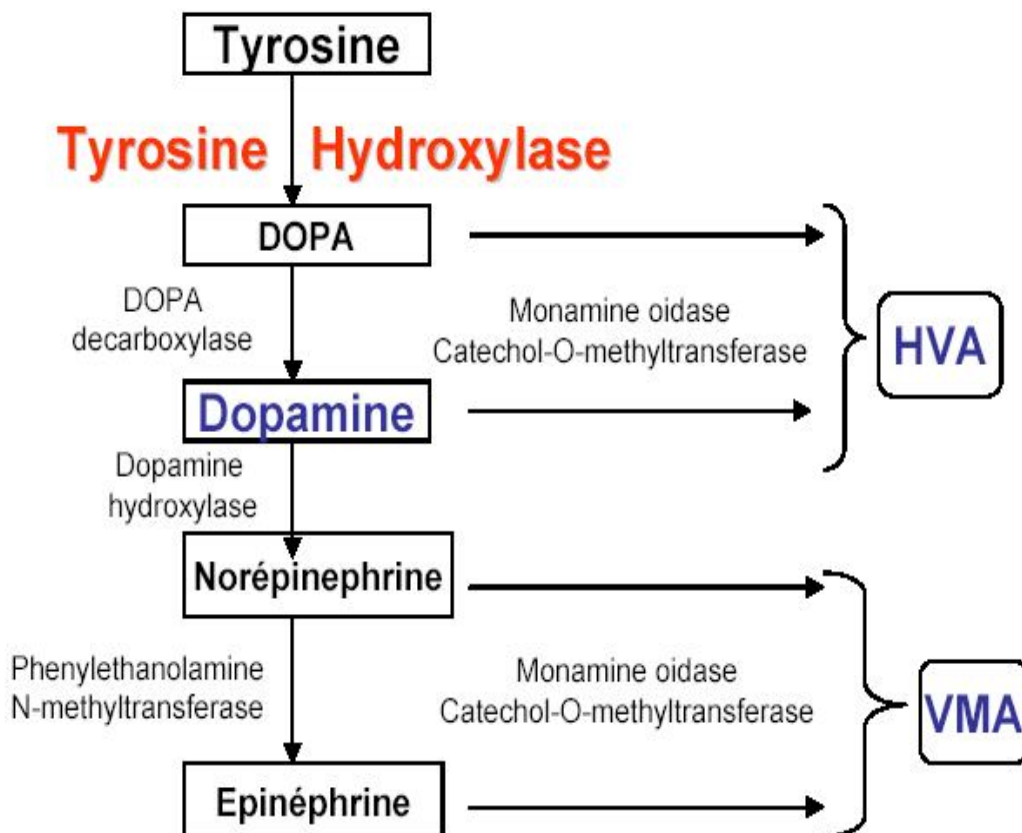 Tyrosine
Tyrosine Hydroxylase
DOPA
DOPA
decarboxylase
Monamine oidase
Catechol-O-methyltransferase
HVA
Dopamine
Dopamine
hydroxylase
Norépinephrine
Phenylethanolamine
N-methyltransferase
Monamine oidase
Catechol-O-methyltransferase
VMA
Epinéphrine